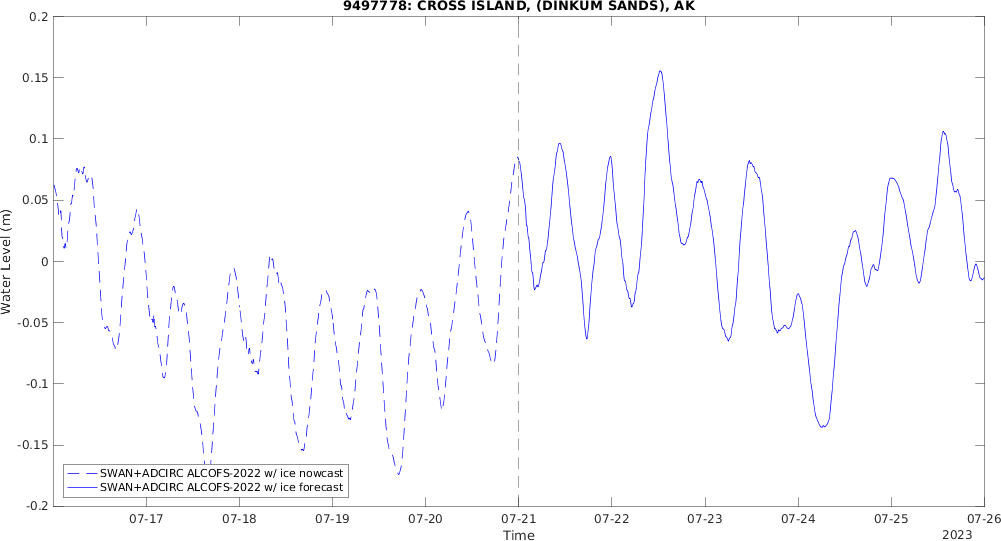 9497778: CROSS ISLAND, (DINKUM SANDS), AK
0.2
0.15
0.1
0.05
0
-0.05
-0.1
-0.15
-0.2
Water Level (m)
SWAN+ADCIRC ALCOFS-2022 w/ ice nowcast
SWAN+ADCIRC ALCOFS-2022 w/ ice forecast
07-17 07-18 07-19 07-20 07-21 07-22 07-23 07-24 07-25 07-26
Time
2023